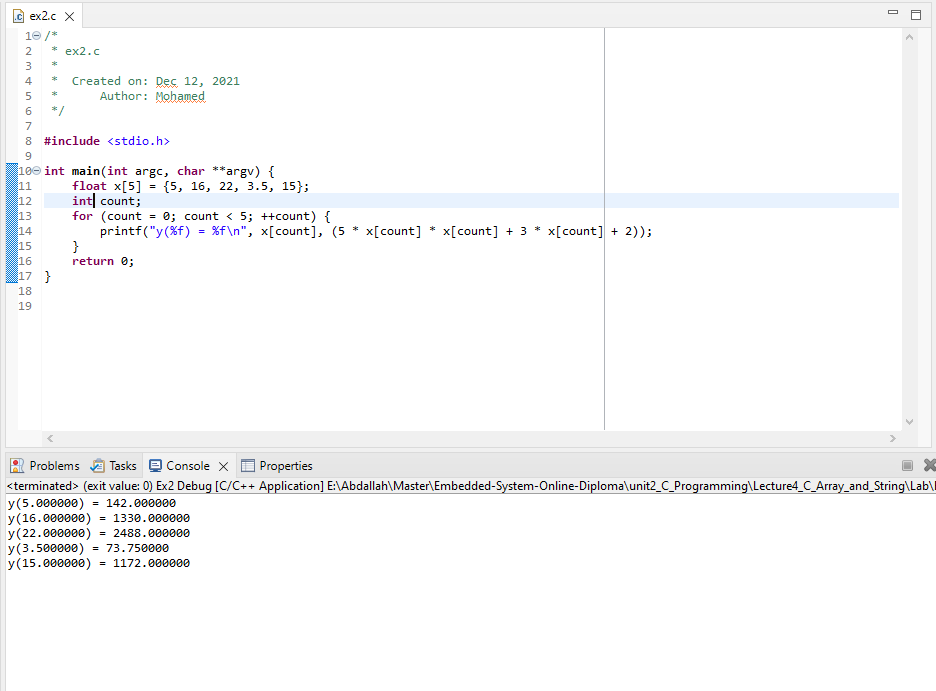 ex2.c
1 /*
2  * ex2.c
3  *
4  *  Created on: Dec 12, 2021
5  *      Author: Mohamed
6  */
7
8 #include <stdio.h>
9
10 int main(int argc, char **argv) {
11     float x[5] = {5, 16, 22, 3.5, 15};
12     int count;
13     for (count = 0; count < 5; ++count) {
14         printf("y(%f) = %f\n", x[count], (5 * x[count] * x[count] + 3 * x[count] + 2));
15     }
16     return 0;
17 }
18
19
Problems Tasks Console Properties
<terminated> (exit value: 0) Ex2 Debug [C/C++ Application] E:\Abdallah\Master\Embedded-System-Online-Diploma\unit2_C_Programming\Lecture4_C_Array_and_String\Lab\
y(5.000000) = 142.000000
y(16.000000) = 1330.000000
y(22.000000) = 2488.000000
y(3.500000) = 73.750000
y(15.000000) = 1172.000000